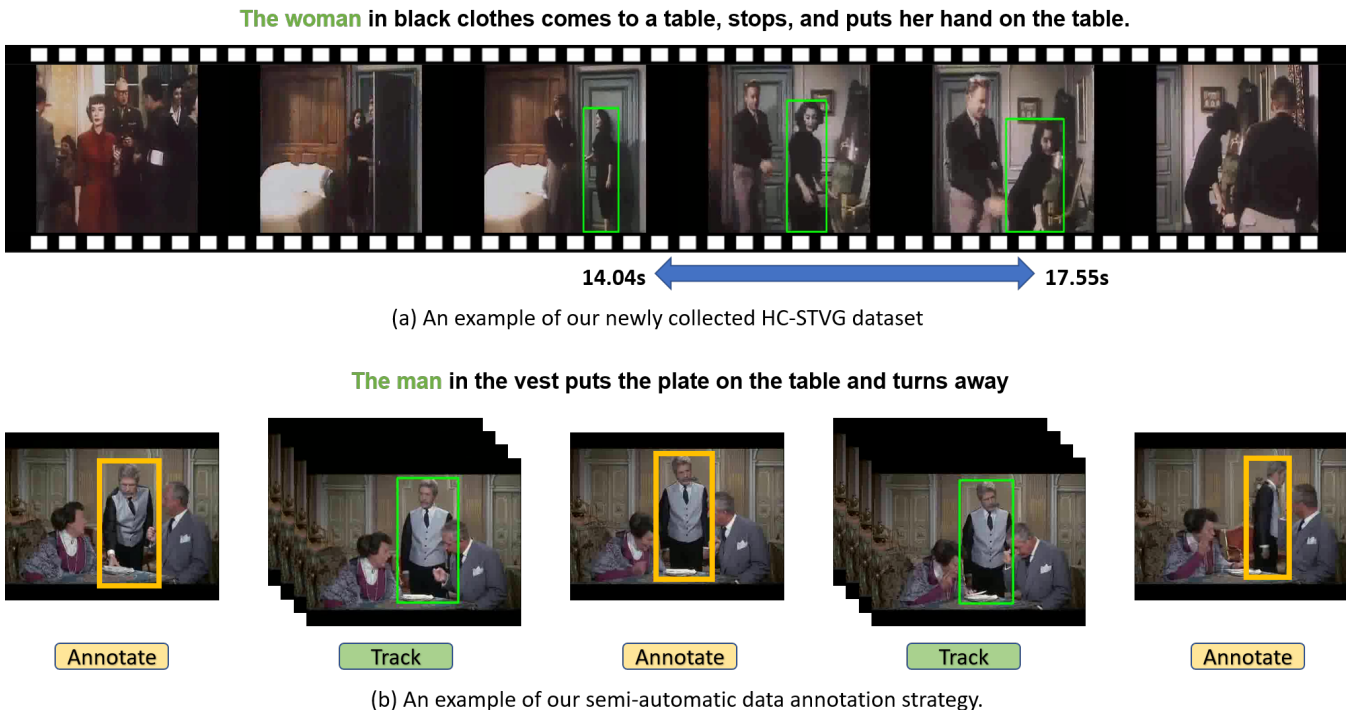 The woman in black clothes comes to a table, stops, and puts her hand on the table.
14.04s 17.55s
(a) An example of our newly collected HC-STVG dataset
The man in the vest puts the plate on the table and turns away
Annotate Track Annotate Track Annotate
(b) An example of our semi-automatic data annotation strategy.